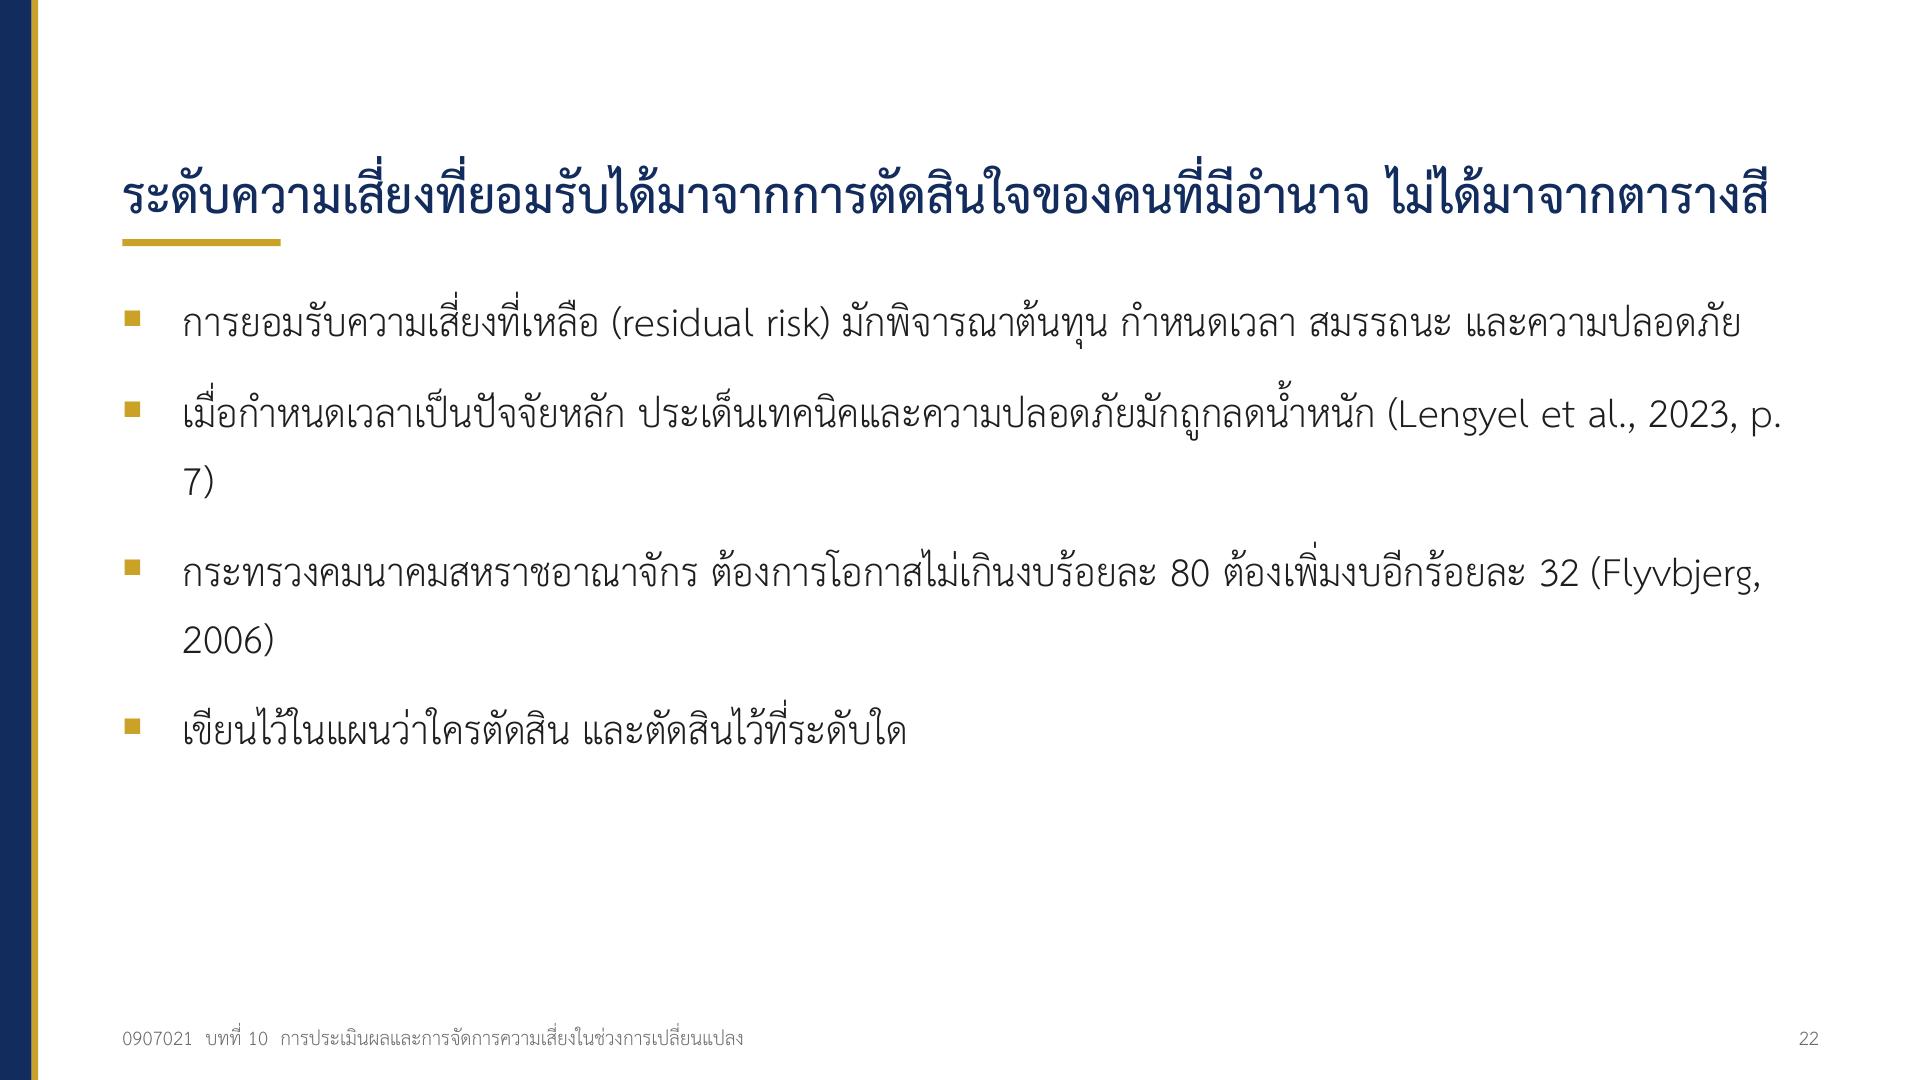 ระดับความเสี่ยงที่ยอมรับได้มาจากการตัดสินใจของคนที่มีอำนาจ ไม่ได้มาจากตารางสี
การยอมรับความเสี่ยงที่เหลือ (residual risk) มักพิจารณาต้นทุน กำหนดเวลา สมรรถนะ และความปลอดภัย
เมื่อกำหนดเวลาเป็นปัจจัยหลัก ประเด็นเทคนิคและความปลอดภัยมักถูกลดน้ำหนัก (Lengyel et al., 2023, p.
7)
กระทรวงคมนาคมสหราชอาณาจักร ต้องการโอกาสไม่เกินงบร้อยละ 80 ต้องเพิ่มงบอีกร้อยละ 32 (Flyvbjerg,
2006)
เขียนไว้ในแผนว่าใครตัดสิน และตัดสินไว้ที่ระดับใด
0907021 บทที่ 10 การประเมินผลและการจัดการความเสี่ยงในช่วงการเปลี่ยนแปลง
22